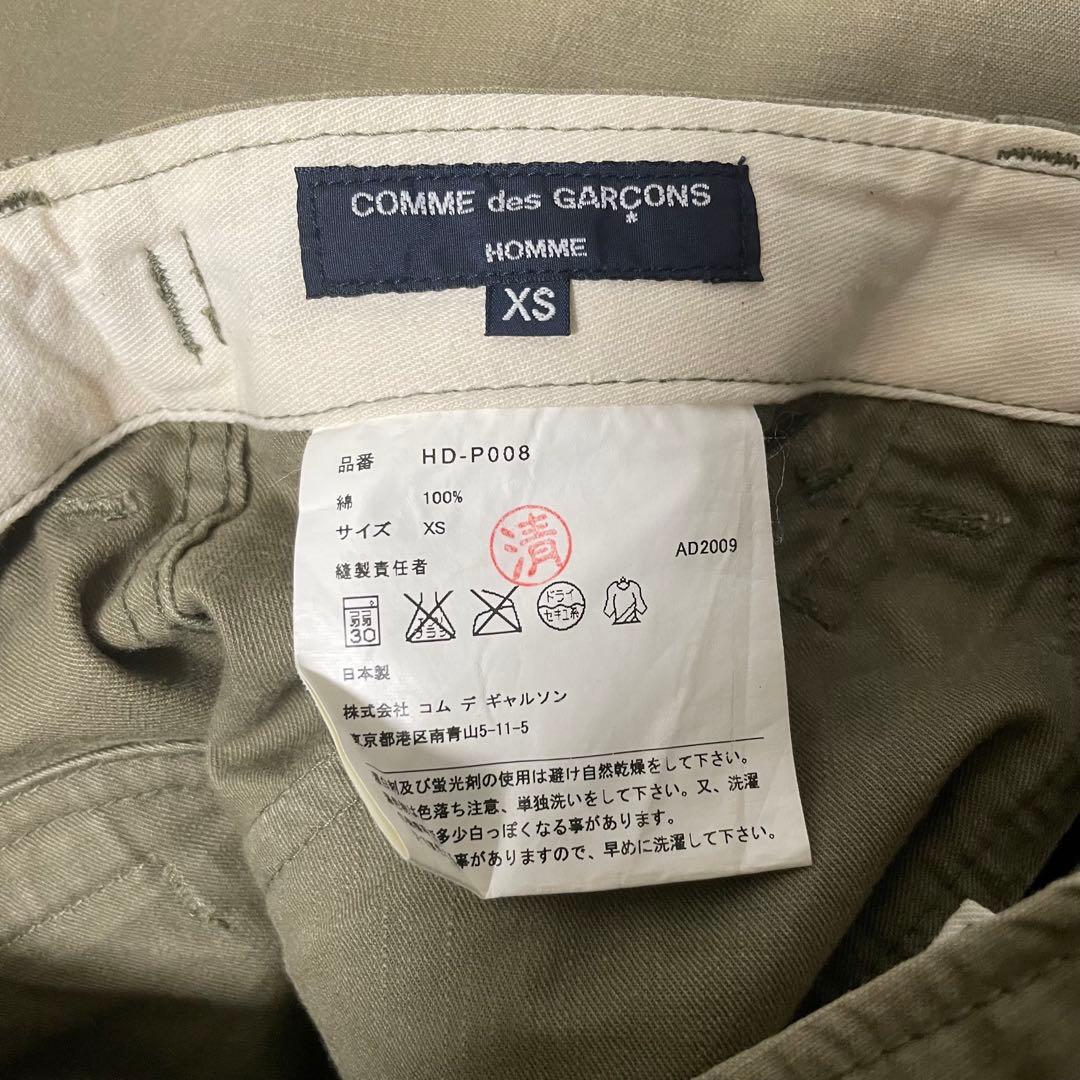 COMME des GARÇONS
*
HOMME
XS
品番 HD-P008
綿 100%
サイズ XS
縫製責任者
清
AD2009
弱
30
ドライ
セキユ系
日本製
株式会社 コム デ ギャルソン
東京都港区南青山5-11-5
剤及び蛍光剤の使用は避け自然乾燥をして下さい。
は色落ち注意、単独洗いをして下さい。又、洗濯
多少白っぽくなる事があります。
事がありますので、早めに洗濯して下さい。